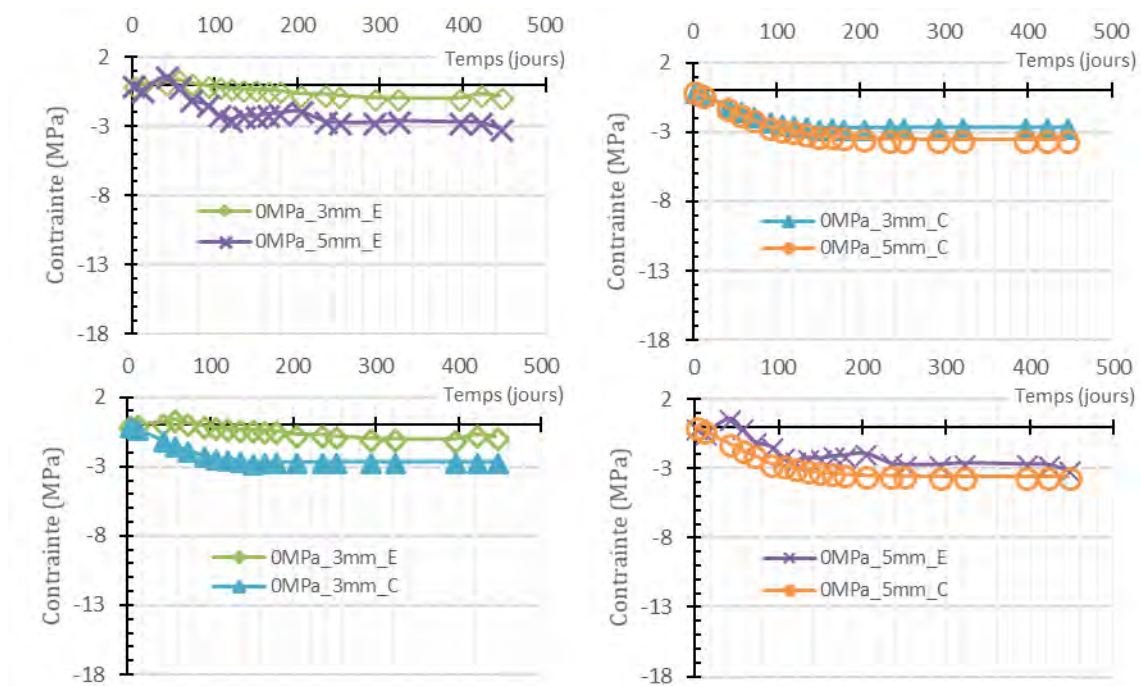 0 100 200 300 400 500
Temps (jours)
2
-3
-8
-13
-18
Contrainte (MPa)
0MPa_3mm_E
0MPa_5mm_E
0 100 200 300 400 500
Temps (jours)
2
-3
-8
-13
-18
Contrainte (MPa)
0MPa_3mm_C
0MPa_5mm_C
0 100 200 300 400 500
Temps (jours)
2
-3
-8
-13
-18
Contrainte (MPa)
0MPa_3mm_E
0MPa_3mm_C
0 100 200 300 400 500
Temps (jours)
2
-3
-8
-13
-18
Contrainte (MPa)
0MPa_5mm_E
0MPa_5mm_C